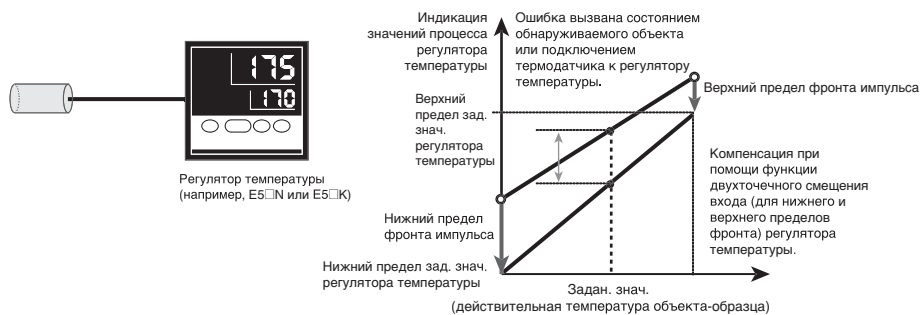 175
170
Регулятор температуры
(например, E5□N или E5□K)
Индикация
значений процесса
регулятора
температуры
Ошибка вызвана состоянием
обнаруживаемого объекта
или подключением
термодатчика к регулятору
температуры.
Верхний предел фронта импульса
Верхний
предел зад.
знач.
регулятора
температуры
Компенсация при
помощи функции
двухточечного смещения
входа (для нижнего и
верхнего пределов
фронта) регулятора
температуры.
Нижний предел
фронта импульса
Нижний предел зад. знач.
регулятора температуры
Задан. знач.
(действительная температура объекта-образца)